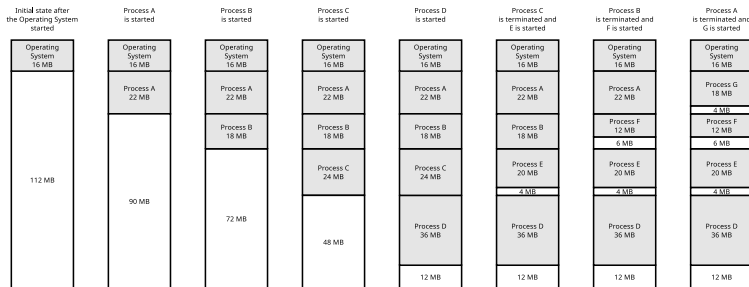 Initial state after
the Operating System
started
Operating
System
16 MB
112 MB
Process A
is started
Operating
System
16 MB
Process A
22 MB
90 MB
Process B
is started
Operating
System
16 MB
Process A
22 MB
Process B
18 MB
72 MB
Process C
is started
Operating
System
16 MB
Process A
22 MB
Process B
18 MB
Process C
24 MB
48 MB
Process D
is started
Operating
System
16 MB
Process A
22 MB
Process B
18 MB
Process C
24 MB
Process D
36 MB
12 MB
Process C
is terminated and
E is started
Operating
System
16 MB
Process A
22 MB
Process B
18 MB
Process E
20 MB
4 MB
Process D
36 MB
12 MB
Process B
is terminated and
F is started
Operating
System
16 MB
Process A
22 MB
Process F
12 MB
6 MB
Process E
20 MB
4 MB
Process D
36 MB
12 MB
Process A
is terminated and
G is started
Operating
System
16 MB
Process G
18 MB
4 MB
Process F
12 MB
6 MB
Process E
20 MB
4 MB
Process D
36 MB
12 MB